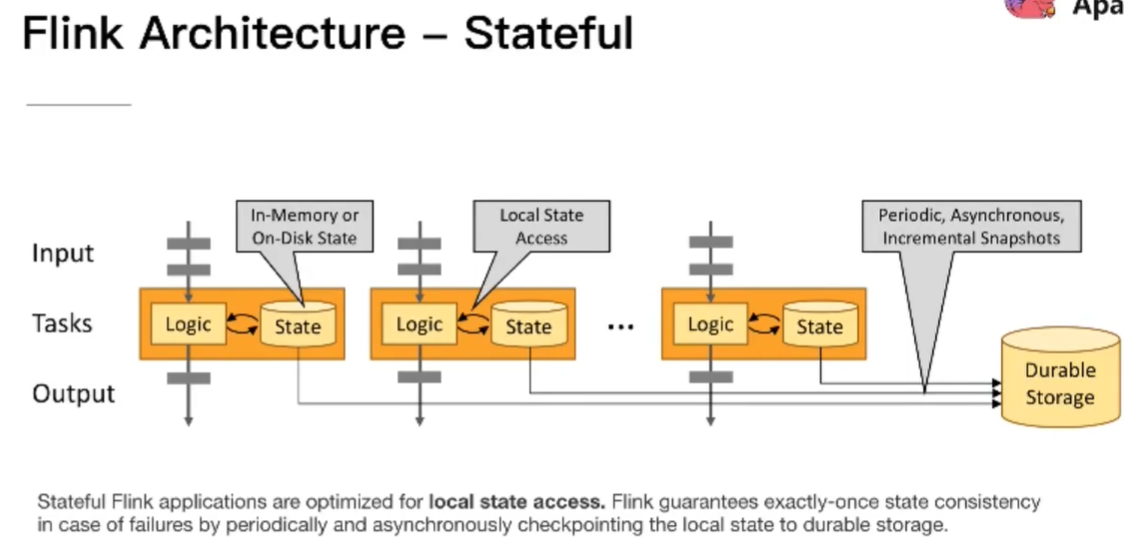 Flink Architecture – Stateful
Apa
In-Memory or
On-Disk State
Local State
Access
Periodic, Asynchronous,
Incremental Snapshots
Input
Tasks
Logic
State
Logic
State
...
Logic
State
Output
Durable
Storage
Stateful Flink applications are optimized for local state access. Flink guarantees exactly-once state consistency
in case of failures by periodically and asynchronously checkpointing the local state to durable storage.